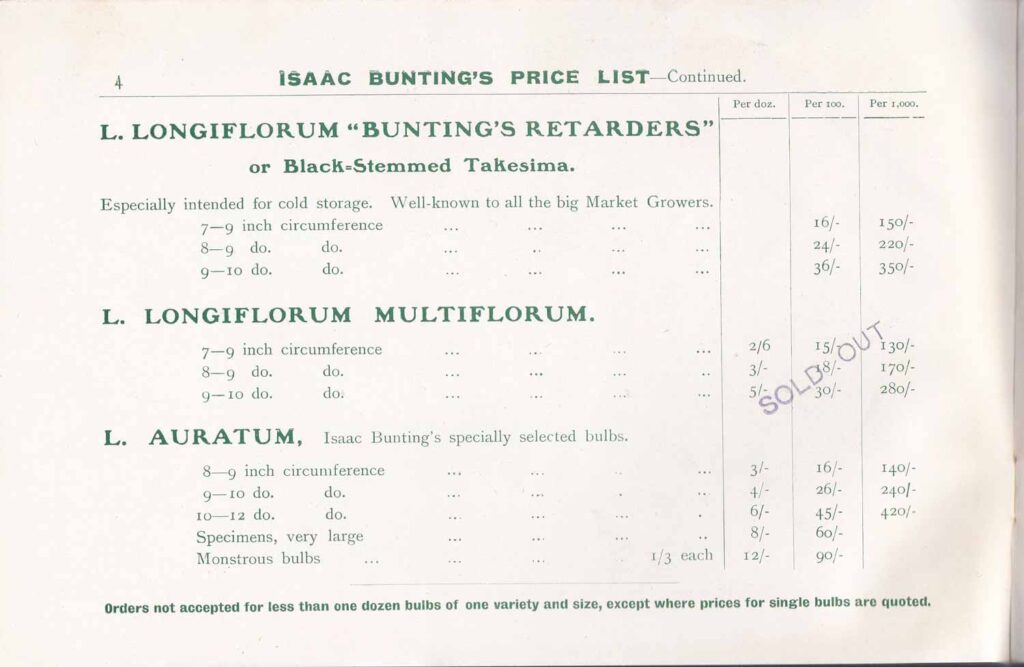 4
ISAAC BUNTING'S PRICE LIST—Continued.
Per doz. Per 100. Per 1,000.
L. LONGIFLORUM "BUNTING'S RETARDERS"
or Black=Stemmed Takesima.
Especially intended for cold storage. Well-known to all the big Market Growers.
7—9 inch circumference ... ... ... ... 16/- 150/-
8—9 do. do. ... .. ... ... 24/- 220/-
9—10 do. do. ... ... ... ... 36/- 350/-
L. LONGIFLORUM MULTIFLORUM.
7—9 inch circumference ... ... ... ... 2/6 15/- 130/-
8—9 do. do. ... ... ... .. 3/- 18/- 170/-
9—10 do. do. ... ... ... ... 5/- 30/- 280/-
SOLD OUT
L. AURATUM, Isaac Bunting's specially selected bulbs.
8—9 inch circumference ... ... .. ... 3/- 16/- 140/-
9—10 do. do. ... ... . .. 4/- 26/- 240/-
10—12 do. do. ... ... ... . 6/- 45/- 420/-
Specimens, very large ... ... ... .. 8/- 60/-
Monstrous bulbs ... ... ... 1/3 each 12/- 90/-
Orders not accepted for less than one dozen bulbs of one variety and size, except where prices for single bulbs are quoted.